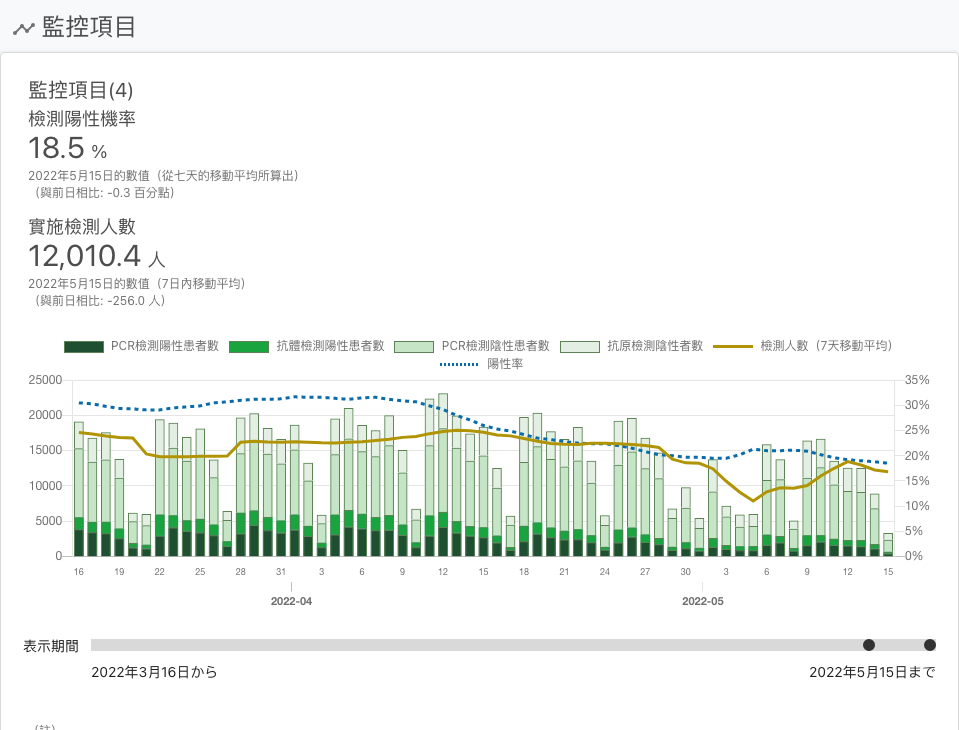 監控項目
監控項目(4)
檢測陽性機率
18.5 %
2022年5月15日的數值（從七天的移動平均所算出）
（與前日相比: -0.3 百分點）
實施檢測人數
12,010.4 人
2022年5月15日的數值（7日內移動平均）
（與前日相比: -256.0 人）
PCR檢測陽性患者數 抗體檢測陽性患者數 PCR檢測陰性患者數 抗原檢測陰性者數 檢測人數（7天移動平均）
陽性率
25000 35%
20000 30%
15000 25%
10000 20%
5000 15%
0 10%
5%
0%
16 19 22 25 28 31 3 6 9 12 15 18 21 24 27 30 3 6 9 12 15
2022-04 2022-05
表示期間
2022年3月16日から 2022年5月15日まで
（註）